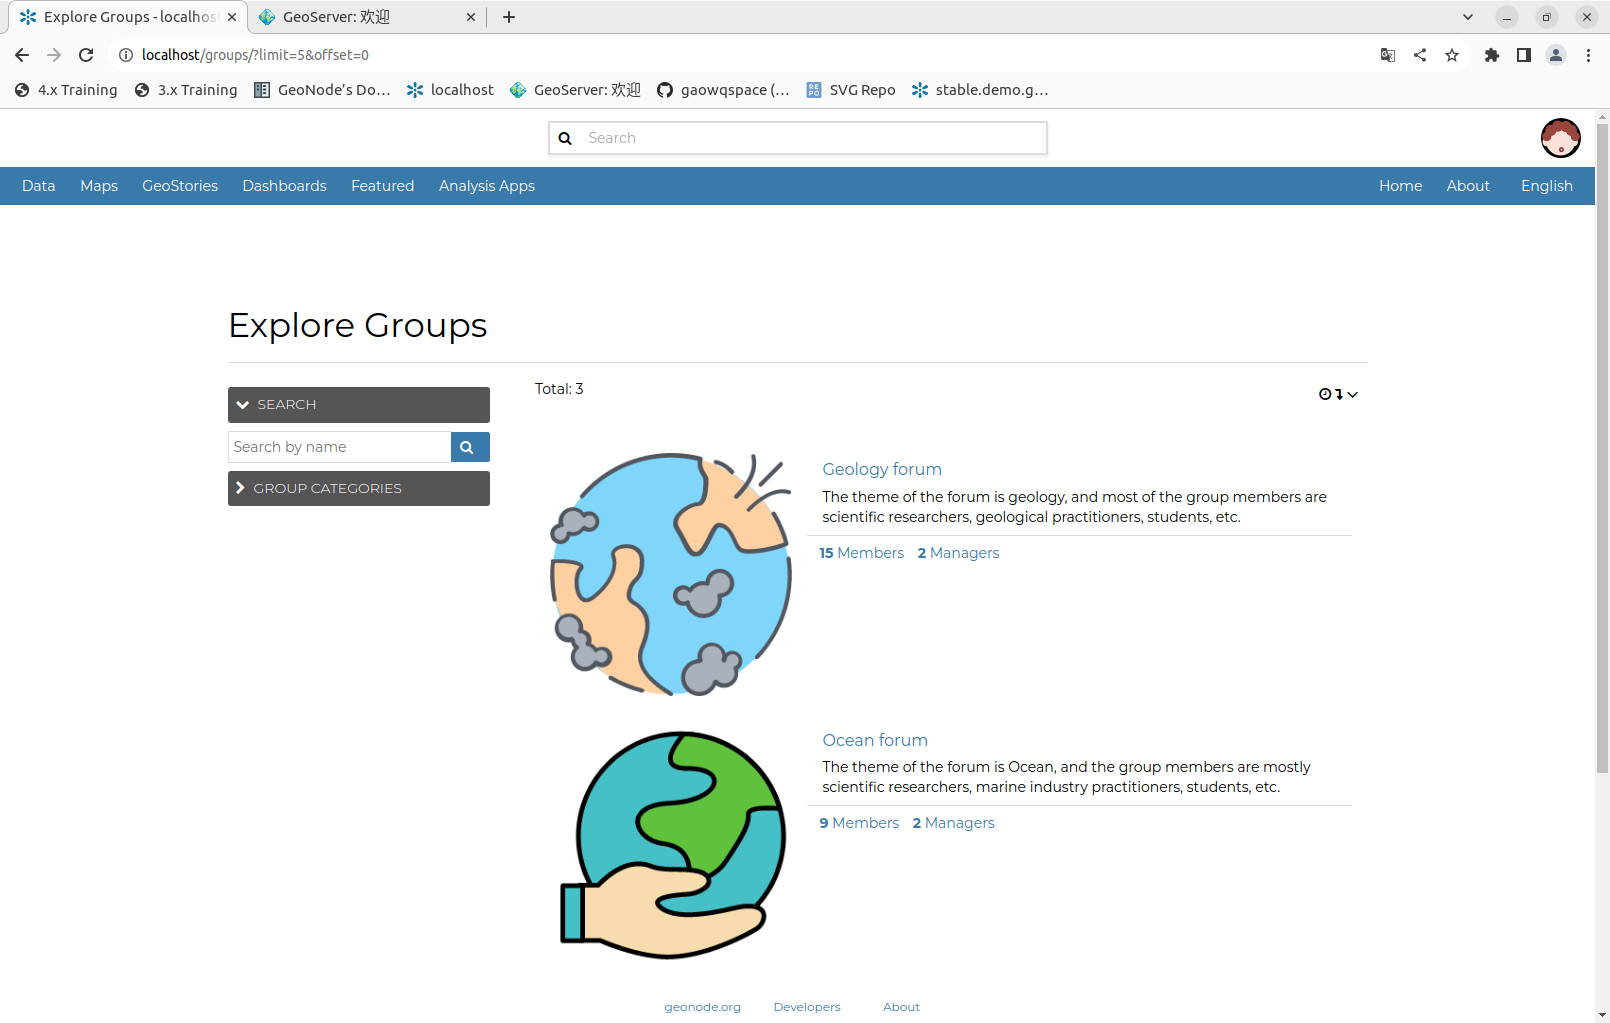 Explore Groups - localhos
GeoServer: 欢迎
localhost/groups/?limit=5&offset=0
4.x Training
3.x Training
GeoNode’s Do…
localhost
GeoServer: 欢迎
gaowqspace (…
REPO
SVG Repo
stable.demo.g…
Search
Data
Maps
GeoStories
Dashboards
Featured
Analysis Apps
Home
About
English
Explore Groups
Total: 3
SEARCH
Search by name
GROUP CATEGORIES
Geology forum
The theme of the forum is geology, and most of the group members are
scientific researchers, geological practitioners, students, etc.
15 Members 2 Managers
Ocean forum
The theme of the forum is Ocean, and the group members are mostly
scientific researchers, marine industry practitioners, students, etc.
9 Members 2 Managers
geonode.org
Developers
About